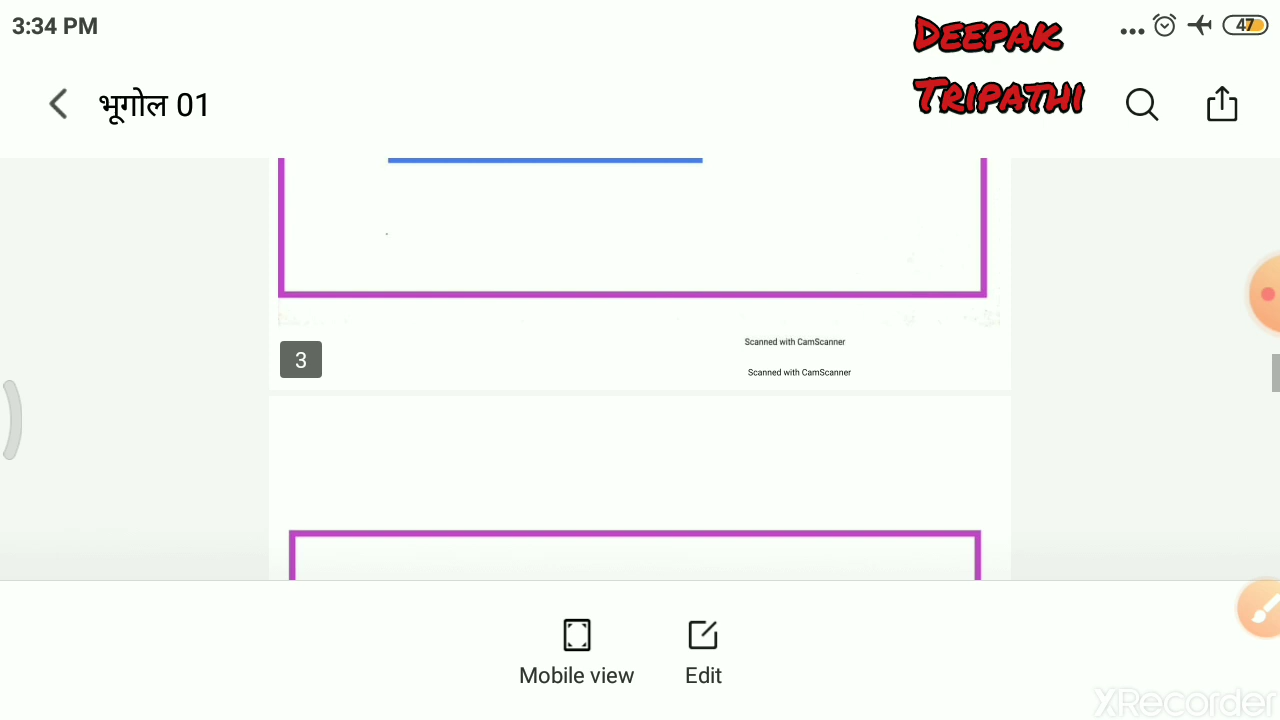 3:34 PM
DEEPAK
TRIPATHI
47
भूगोल 01
Scanned with CamScanner
3
Scanned with CamScanner
Mobile view
Edit
XRecorder